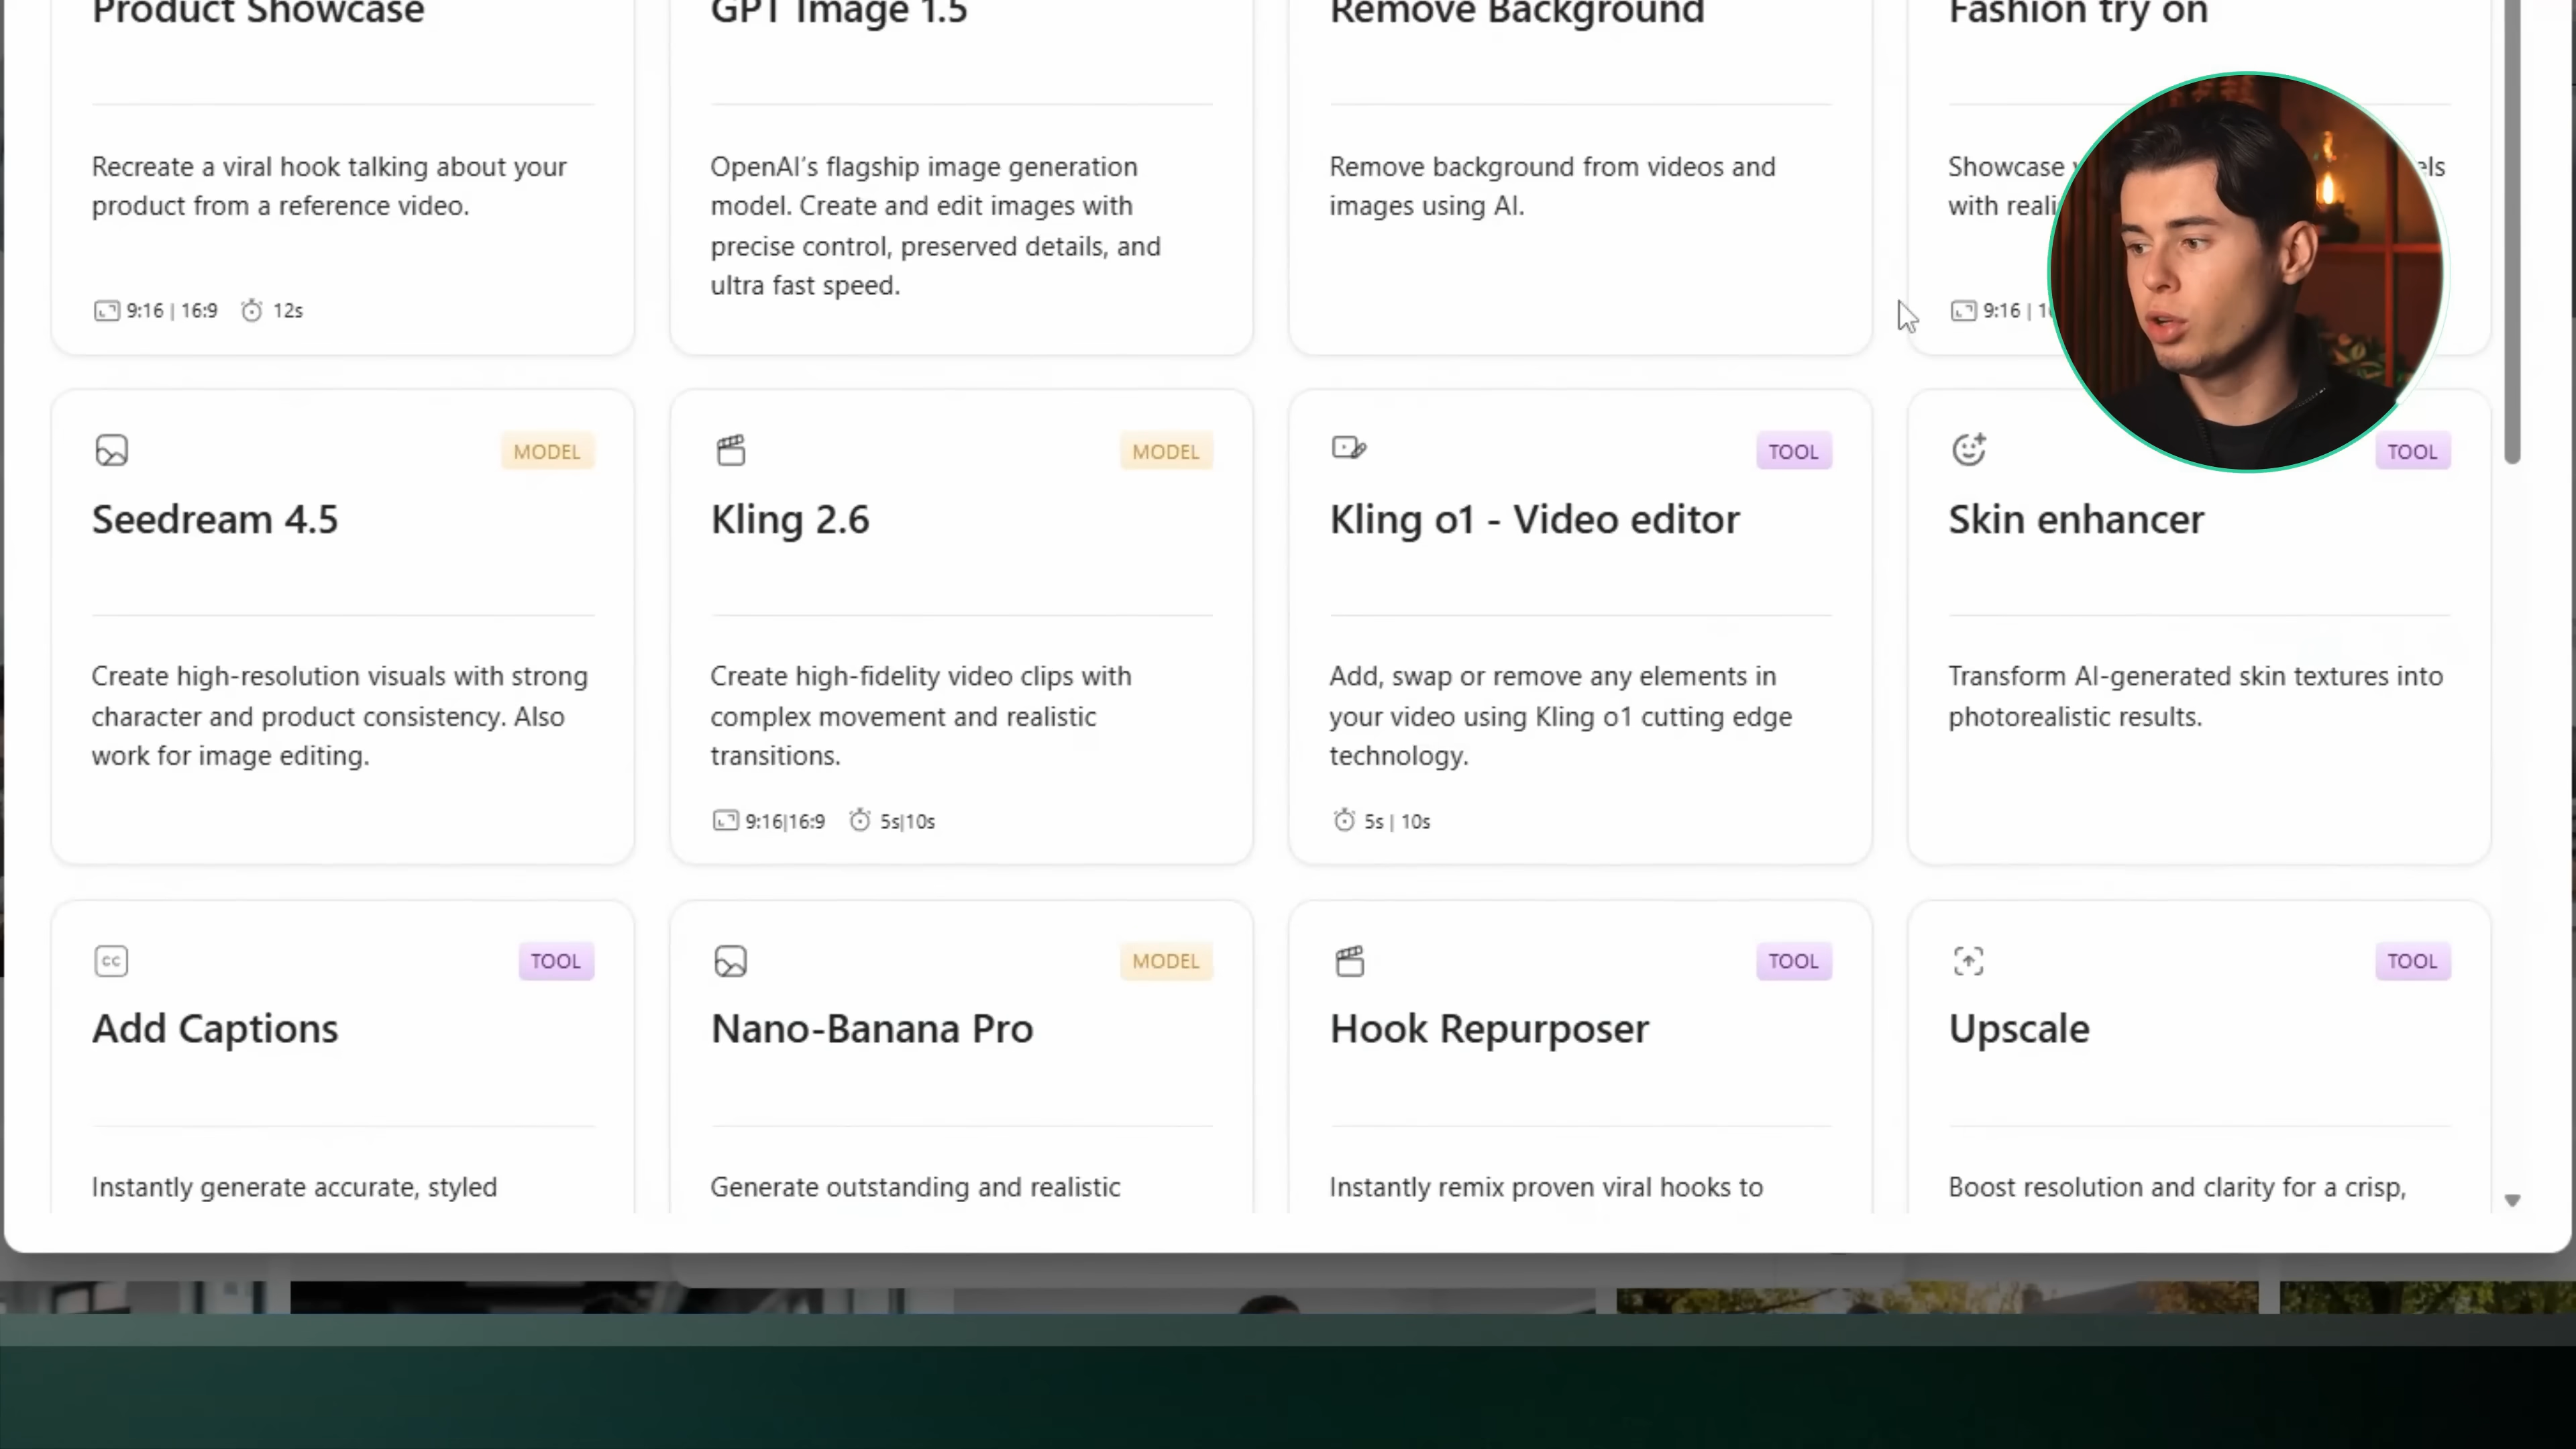 Product Showcase
Recreate a viral hook talking about your
product from a reference video.
9:16 | 16:9 12s
GPT Image 1.5
OpenAI’s flagship image generation
model. Create and edit images with
precise control, preserved details, and
ultra fast speed.
Remove Background
Remove background from videos and
images using AI.
Fashion try on
Showcase
with
9:16 |
MODEL
Seedream 4.5
Create high-resolution visuals with strong
character and product consistency. Also
work for image editing.
MODEL
Kling 2.6
Create high-fidelity video clips with
complex movement and realistic
transitions.
9:16|16:9 5s|10s
TOOL
Kling o1 - Video editor
Add, swap or remove any elements in
your video using Kling o1 cutting edge
technology.
5s | 10s
TOOL
Skin enhancer
Transform AI-generated skin textures into
photorealistic results.
CC TOOL
Add Captions
Instantly generate accurate, styled
MODEL
Nano-Banana Pro
Generate outstanding and realistic
TOOL
Hook Repurposer
Instantly remix proven viral hooks to
TOOL
Upscale
Boost resolution and clarity for a crisp,